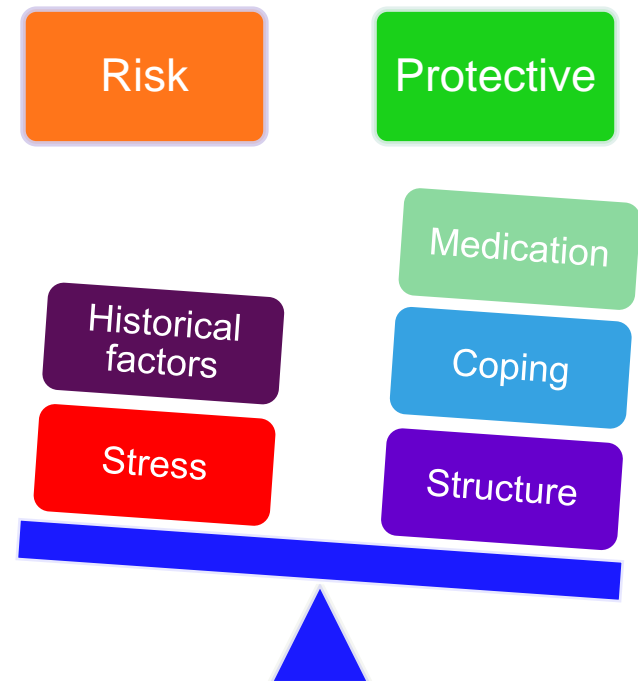 Risk
Protective
Medication
Historical
factors
Coping
Stress
Structure